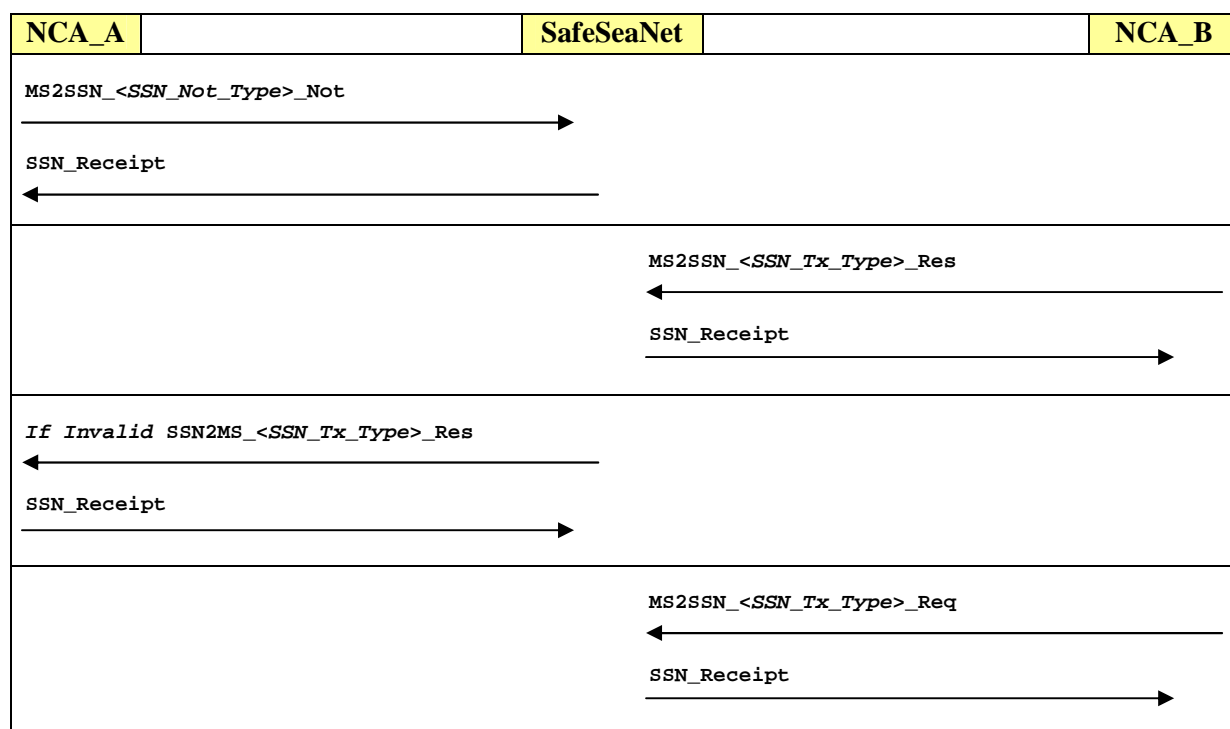 NCA_A SafeSeaNet NCA_B
MS2SSN_<SSN_Not_Type>_Not
SSN_Receipt
MS2SSN_<SSN_Tx_Type>_Res
SSN_Receipt
If Invalid SSN2MS_<SSN_Tx_Type>_Res
SSN_Receipt
MS2SSN_<SSN_Tx_Type>_Req
SSN_Receipt